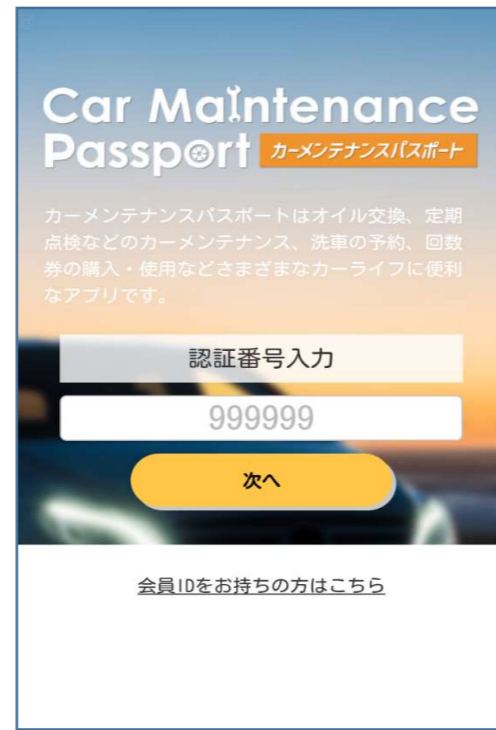 Car Maintenance
Passport カーメンテナンスパスポート
カーメンテナンスパスポートはオイル交換、定期
点検などのカーメンテナンス、洗車の予約、回数
券の購入・使用などさまざまなカーライフに便利
なアプリです。
認証番号入力
999999
次へ
会員IDをお持ちの方はこちら